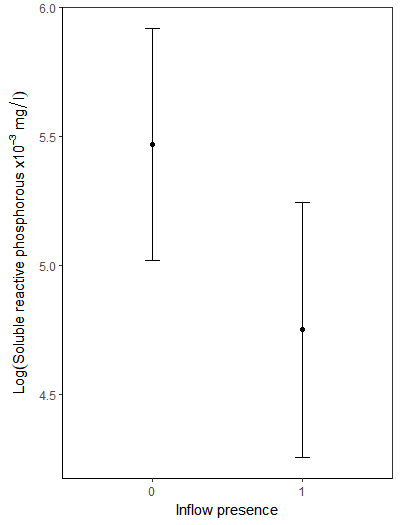 6.0
5.5
5.0
4.5
Log(Soluble reactive phosphorous x10⁻³ mg/l)
0 1
Inflow presence